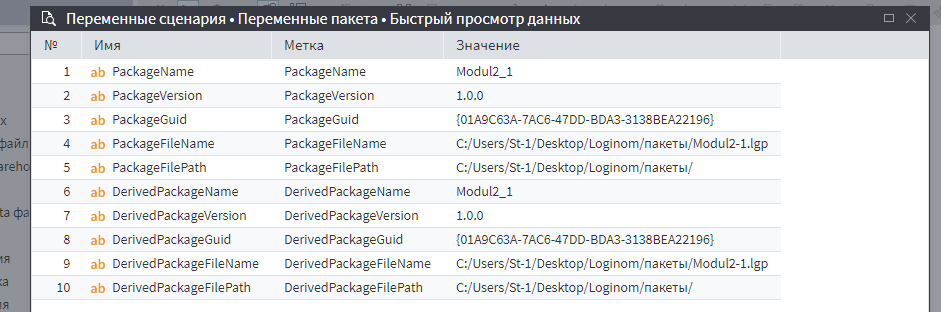 Переменные сценария • Переменные пакета • Быстрый просмотр данных
№ Имя Метка Значение
1 ab PackageName PackageName Modul2_1
2 ab PackageVersion PackageVersion 1.0.0
3 ab PackageGuid PackageGuid {01A9C63A-7AC6-47DD-BDA3-3138BEA22196}
4 ab PackageFileName PackageFileName C:/Users/St-1/Desktop/Loginom/пакеты/Modul2-1.lgp
5 ab PackageFilePath PackageFilePath C:/Users/St-1/Desktop/Loginom/пакеты/
6 ab DerivedPackageName DerivedPackageName Modul2_1
7 ab DerivedPackageVersion DerivedPackageVersion 1.0.0
8 ab DerivedPackageGuid DerivedPackageGuid {01A9C63A-7AC6-47DD-BDA3-3138BEA22196}
9 ab DerivedPackageFileName DerivedPackageFileName C:/Users/St-1/Desktop/Loginom/пакеты/Modul2-1.lgp
10 ab DerivedPackageFilePath DerivedPackageFilePath C:/Users/St-1/Desktop/Loginom/пакеты/